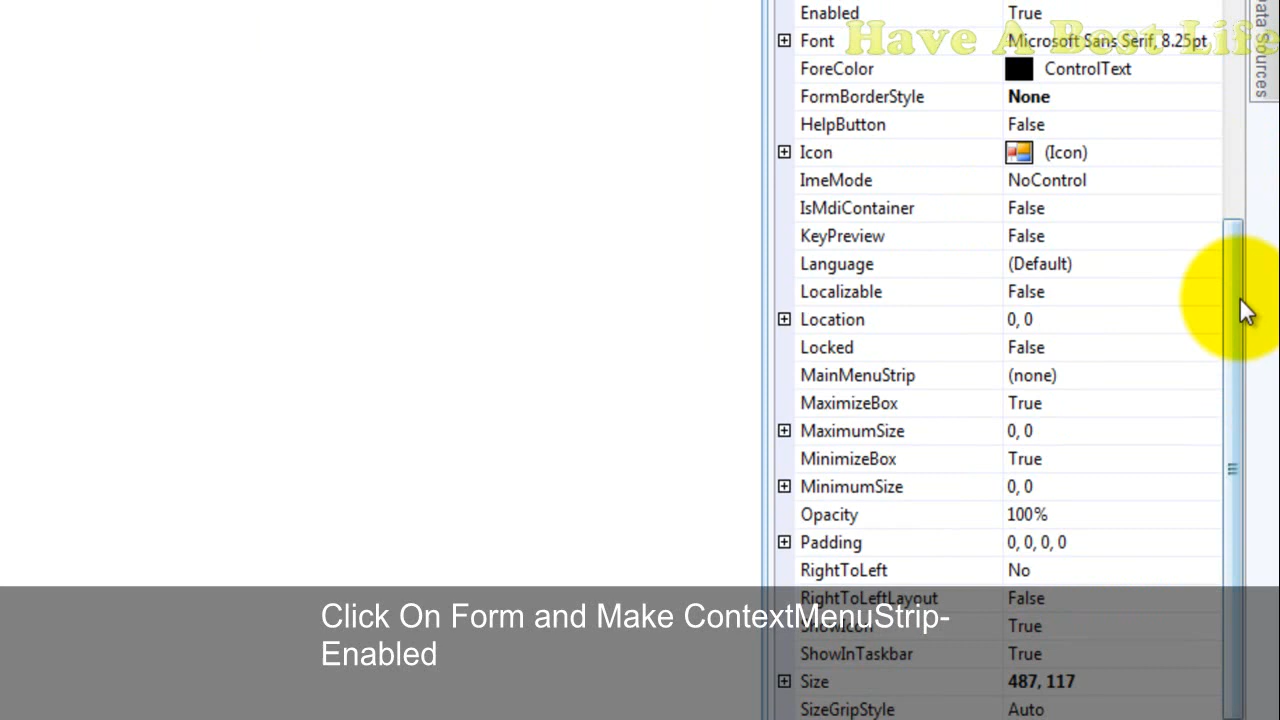 Enabled True
Have A Best Life
Font Microsoft Sans Serif, 8.25pt
ForeColor ControlText
FormBorderStyle None
HelpButton False
Icon (Icon)
ImeMode NoControl
IsMdiContainer False
KeyPreview False
Language (Default)
Localizable False
Location 0, 0
Locked False
MainMenuStrip (none)
MaximizeBox True
MaximumSize 0, 0
MinimizeBox True
MinimumSize 0, 0
Opacity 100%
Padding 0, 0, 0, 0
RightToLeft No
RightToLeftLayout False
ShowIcon True
ShowInTaskbar True
Size 487, 117
SizeGripStyle Auto
Data Sources
Click On Form and Make ContextMenuStrip-
Enabled